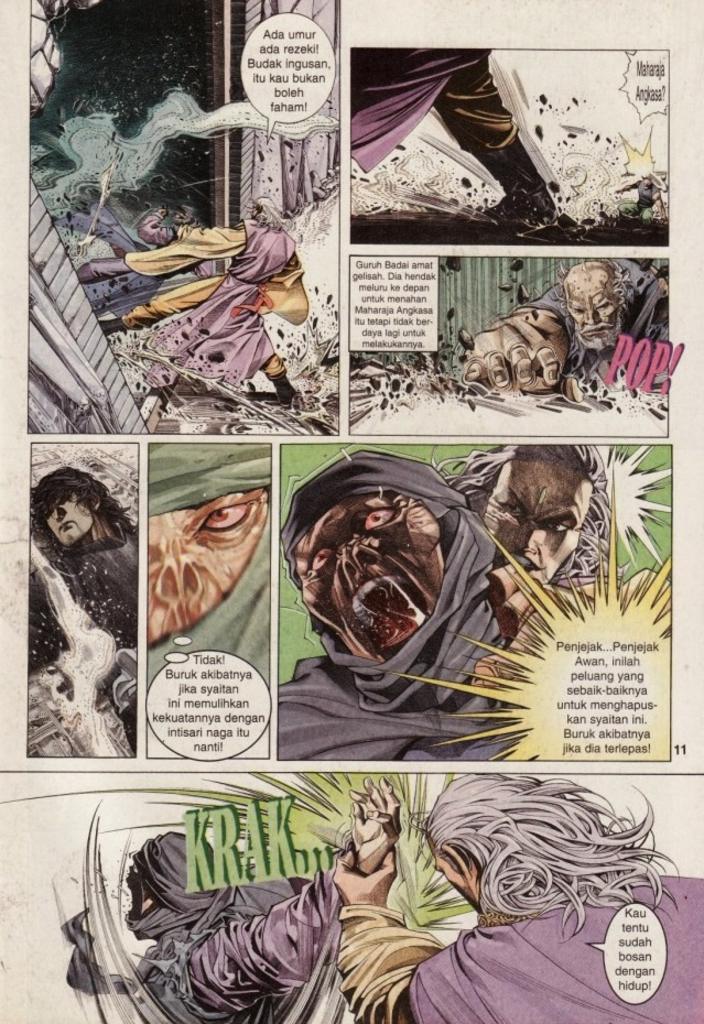 Ada umur
ada rezeki!
Budak ingusan,
itu kau bukan
boleh
faham!
Maharaja
Angkasa?
Guruh Badai amat
gelisah. Dia hendak
meluru ke depan
untuk menahan
Maharaja Angkasa
itu tetapi tidak ber-
daya lagi untuk
melakukannya.
POP!
Tidak!
Buruk akibatnya
jika syaitan
ini memulihkan
kekuatannya dengan
intisari naga itu
nanti!
Penjejak...Penjejak
Awan, inilah
peluang yang
sebaik-baiknya
untuk menghapus-
kan syaitan ini.
Buruk akibatnya
jika dia terlepas!
11
KRAK...
Kau
tentu
sudah
bosan
dengan
hidup!